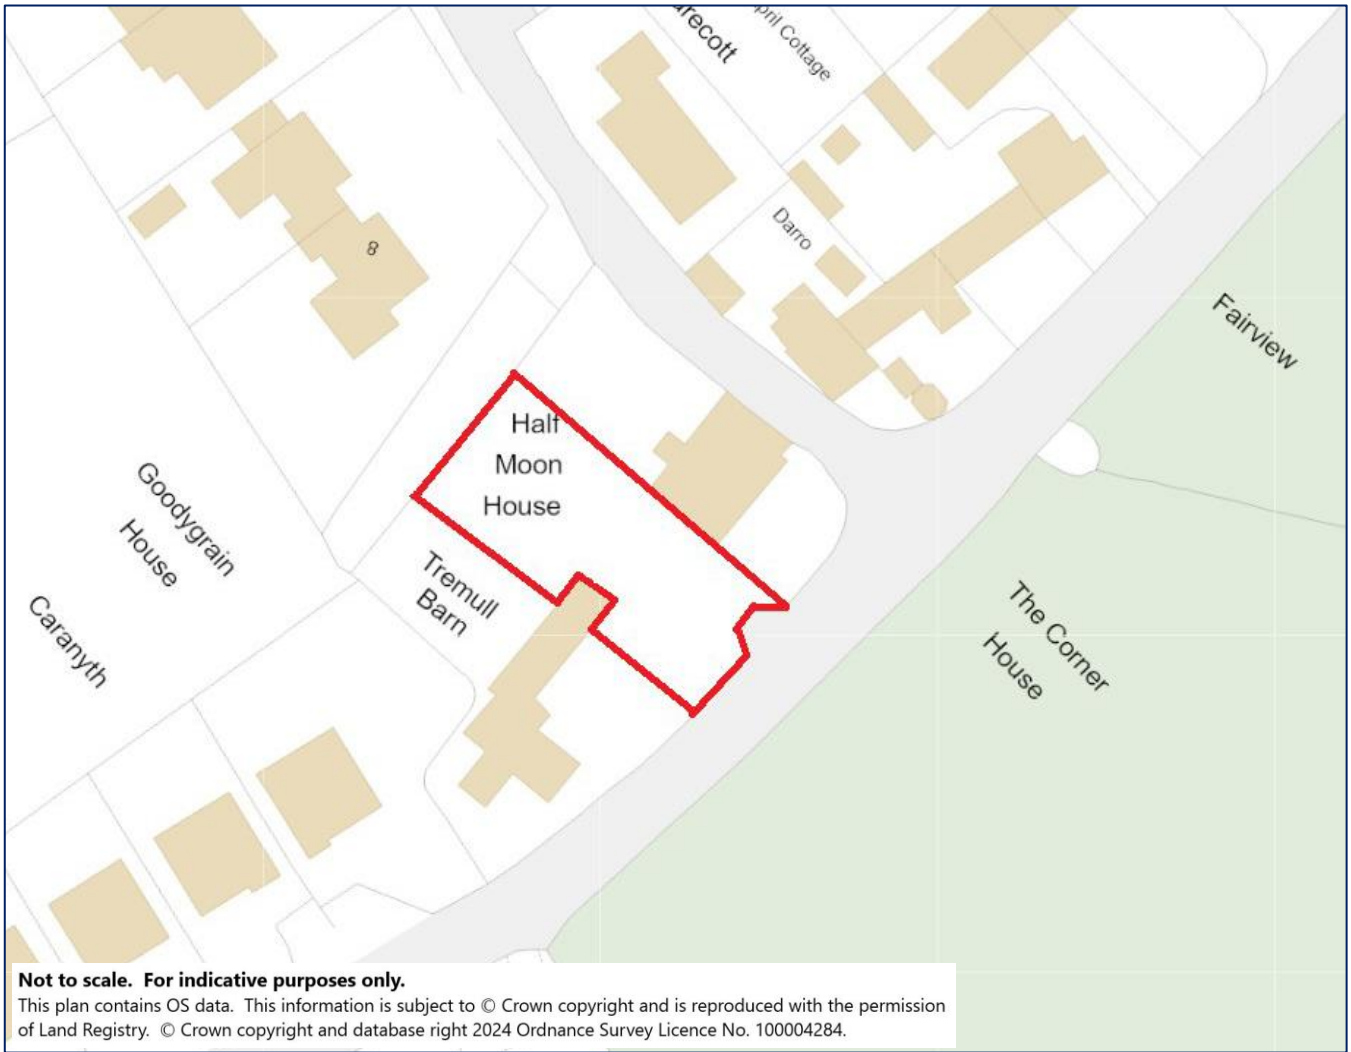 April Cottage
Darro
8
Fairview
Half
Moon
House
Goodygrain
House
Tremull
Barn
Caranyth
The Corner
House
Not to scale. For indicative purposes only.
This plan contains OS data. This information is subject to © Crown copyright and is reproduced with the permission
of Land Registry. © Crown copyright and database right 2024 Ordnance Survey Licence No. 100004284.